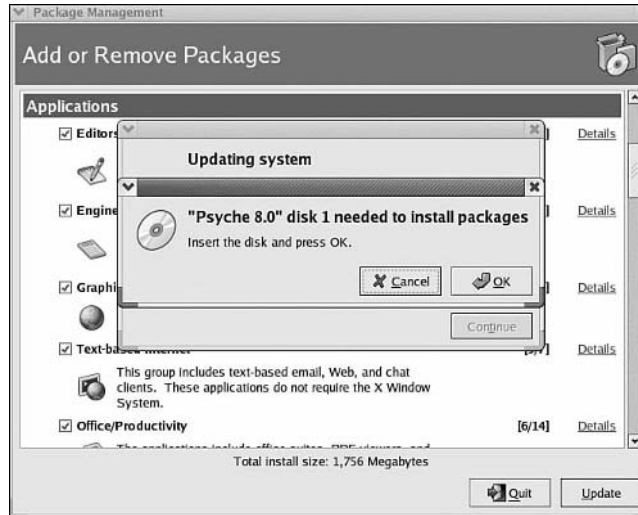 Package Management
Add or Remove Packages
Applications
Editors
Details
Updating system
"Psyche 8.0" disk 1 needed to install packages
Insert the disk and press OK.
Cancel
OK
Details
Details
Continue
Details
This group includes text-based email, Web, and chat
clients. These applications do not require the X Window
System.
Office/Productivity [6/14] Details
Total install size: 1,756 Megabytes
Quit
Update